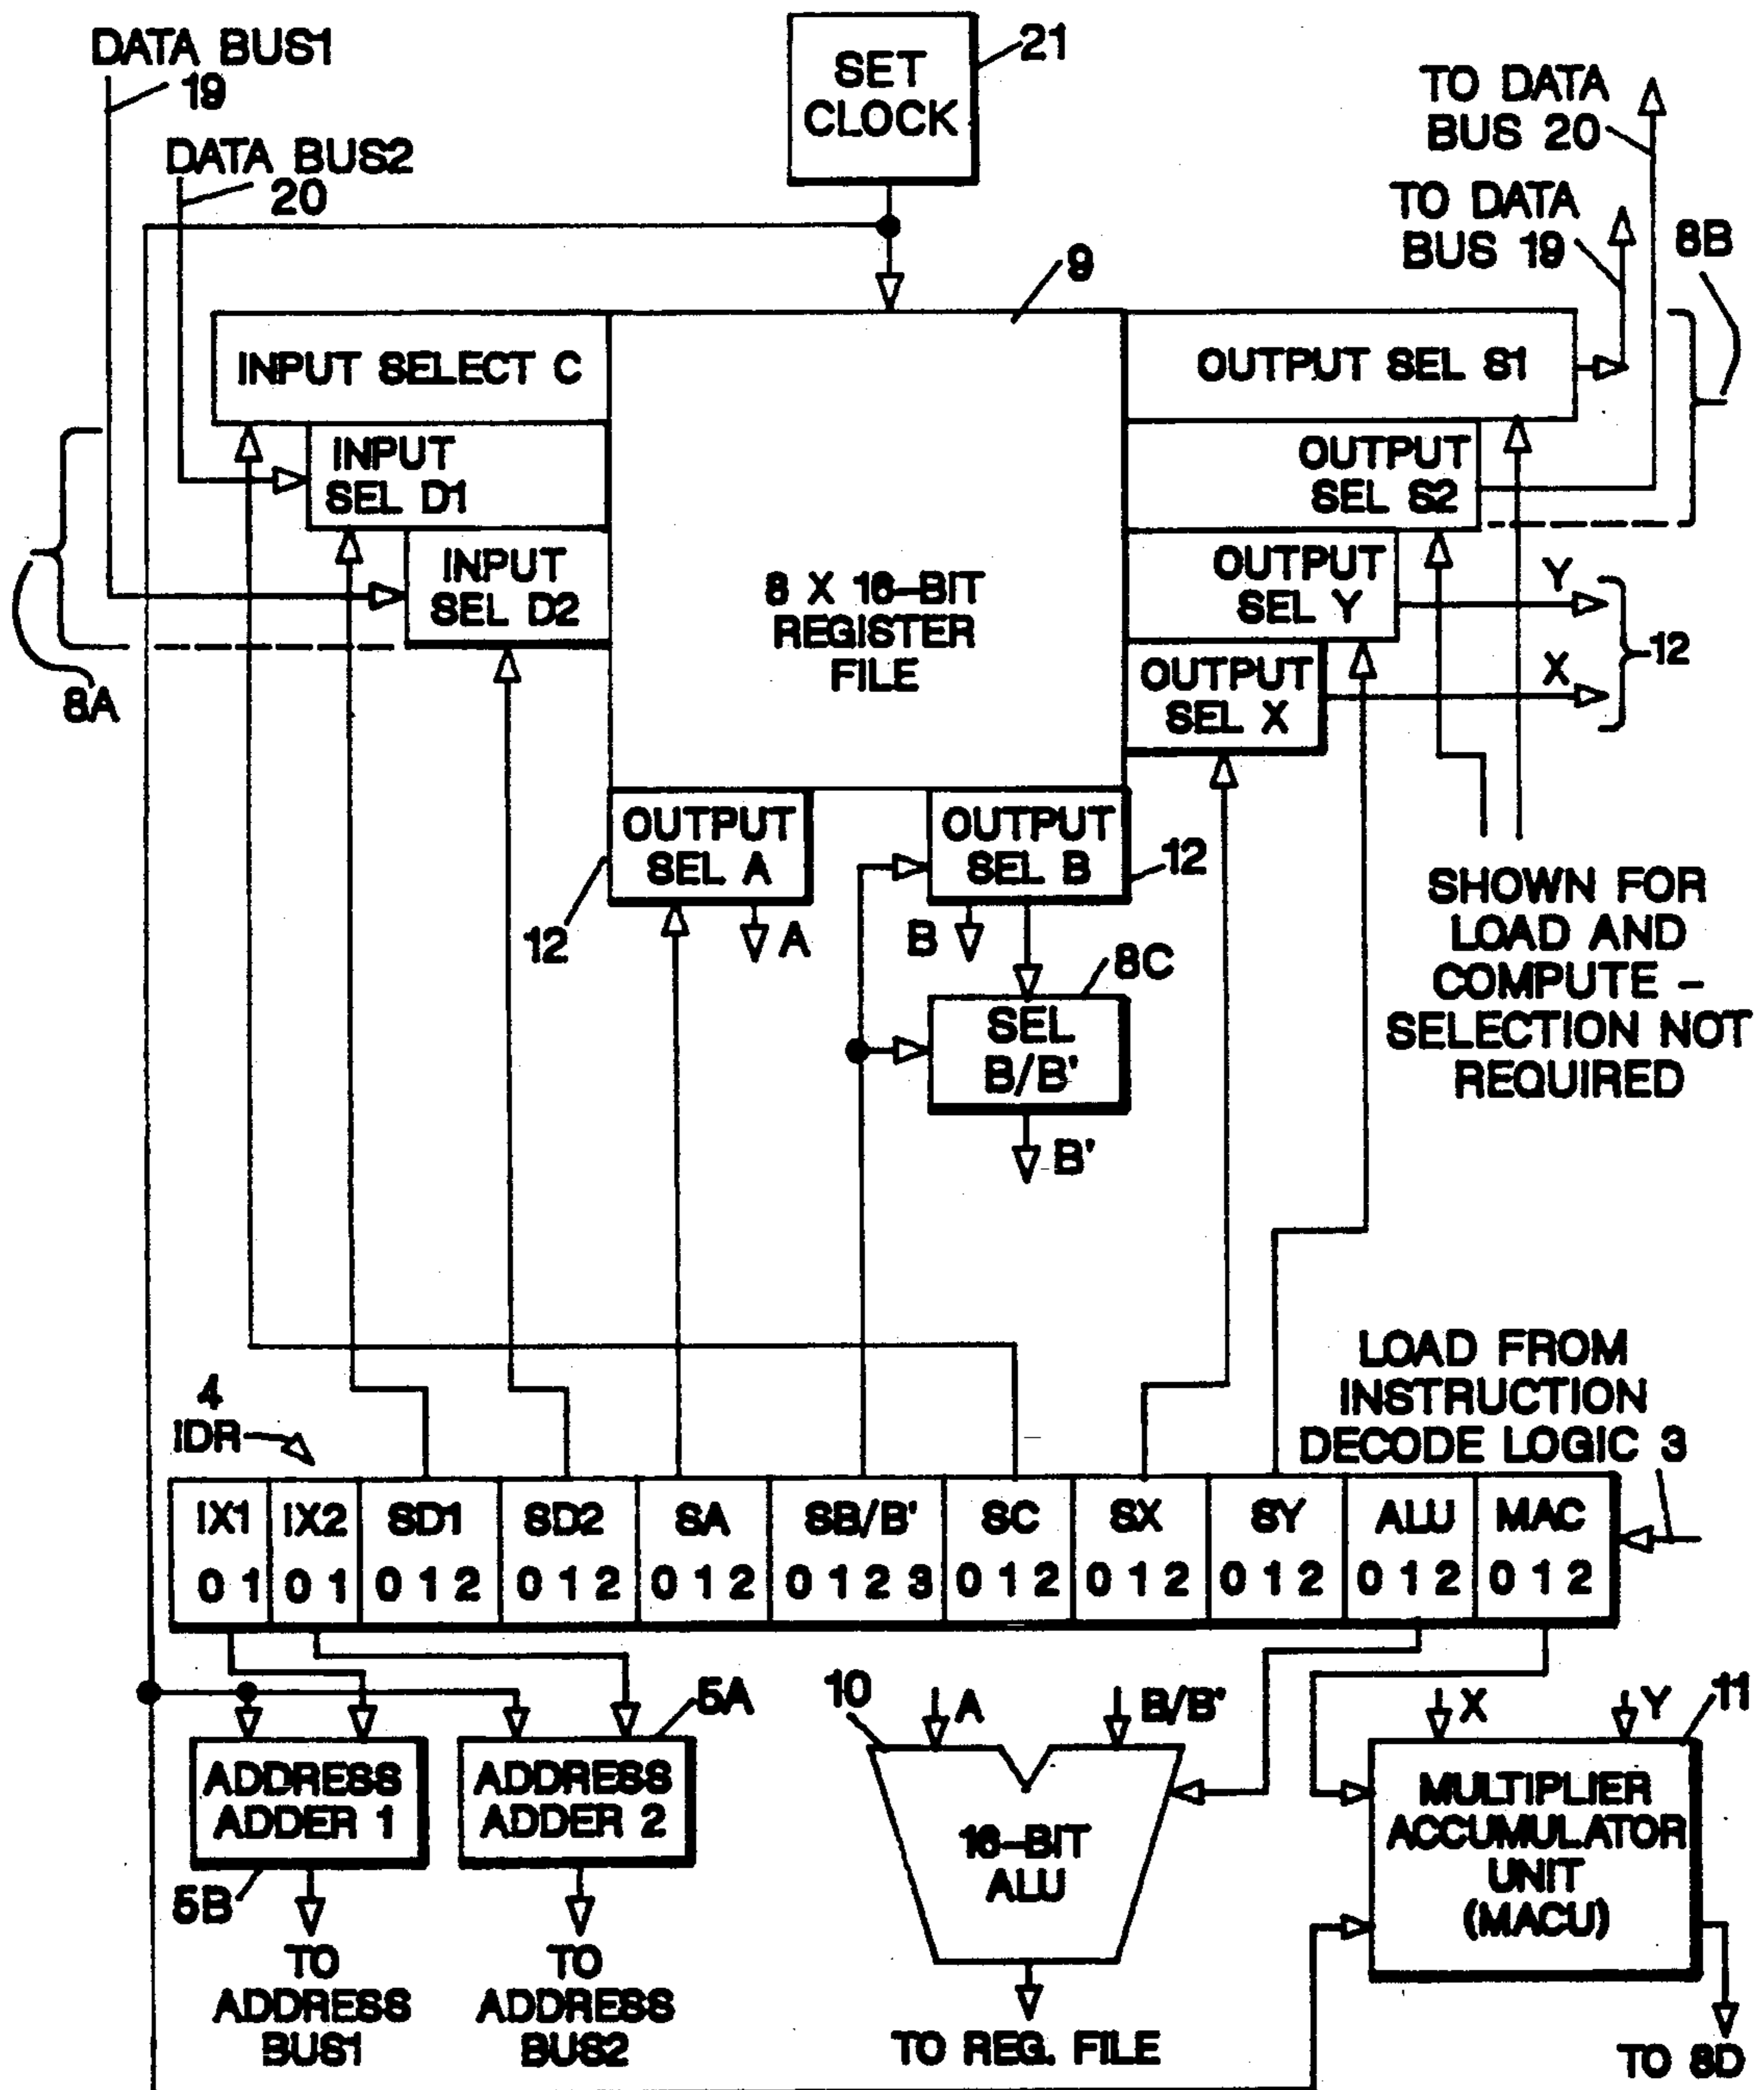 DATA BUS1
19
DATA BUS2
20
SET
CLOCK
21
TO DATA
BUS 20
TO DATA
BUS 19
8B
9
INPUT SELECT C
INPUT
SEL D1
INPUT
SEL D2
8A
8 X 16-BIT
REGISTER
FILE
OUTPUT SEL S1
OUTPUT
SEL S2
OUTPUT
SEL Y
OUTPUT
SEL X
Y
X
12
OUTPUT
SEL A
12
A
OUTPUT
SEL B
12
B
8C
SEL
B/B'
B'
SHOWN FOR
LOAD AND
COMPUTE -
SELECTION NOT
REQUIRED
4
IDR
LOAD FROM
INSTRUCTION
DECODE LOGIC 3
IX1 IX2 SD1 SD2 SA SB/B' SC SX SY ALU MAC
0 1 0 1 0 1 2 0 1 2 0 1 2 0 1 2 3 0 1 2 0 1 2 0 1 2 0 1 2 0 1 2
ADDRESS
ADDER 1
5B
TO
ADDRESS
BUS1
5A
ADDRESS
ADDER 2
TO
ADDRESS
BUS2
10
A
B/B'
16-BIT
ALU
TO REG. FILE
X
Y
11
MULTIPLIER
ACCUMULATOR
UNIT
(MACU)
TO 8D